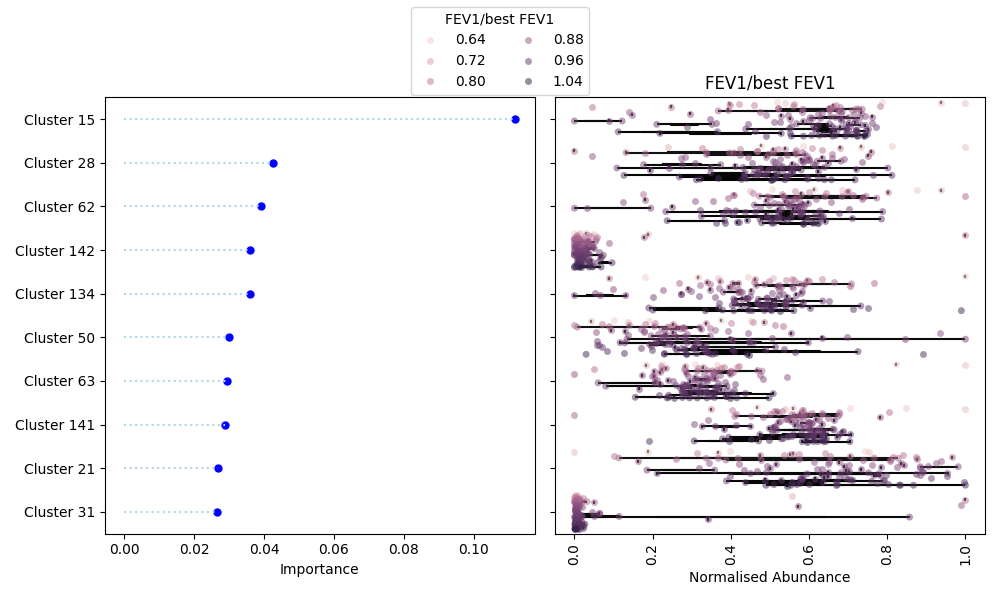 FEV1/best FEV1
0.64 0.88
0.72 0.96
0.80 1.04
FEV1/best FEV1
Cluster 15
Cluster 28
Cluster 62
Cluster 142
Cluster 134
Cluster 50
Cluster 63
Cluster 141
Cluster 21
Cluster 31
0.00 0.02 0.04 0.06 0.08 0.10
Importance
0.0 0.2 0.4 0.6 0.8 1.0
Normalised Abundance